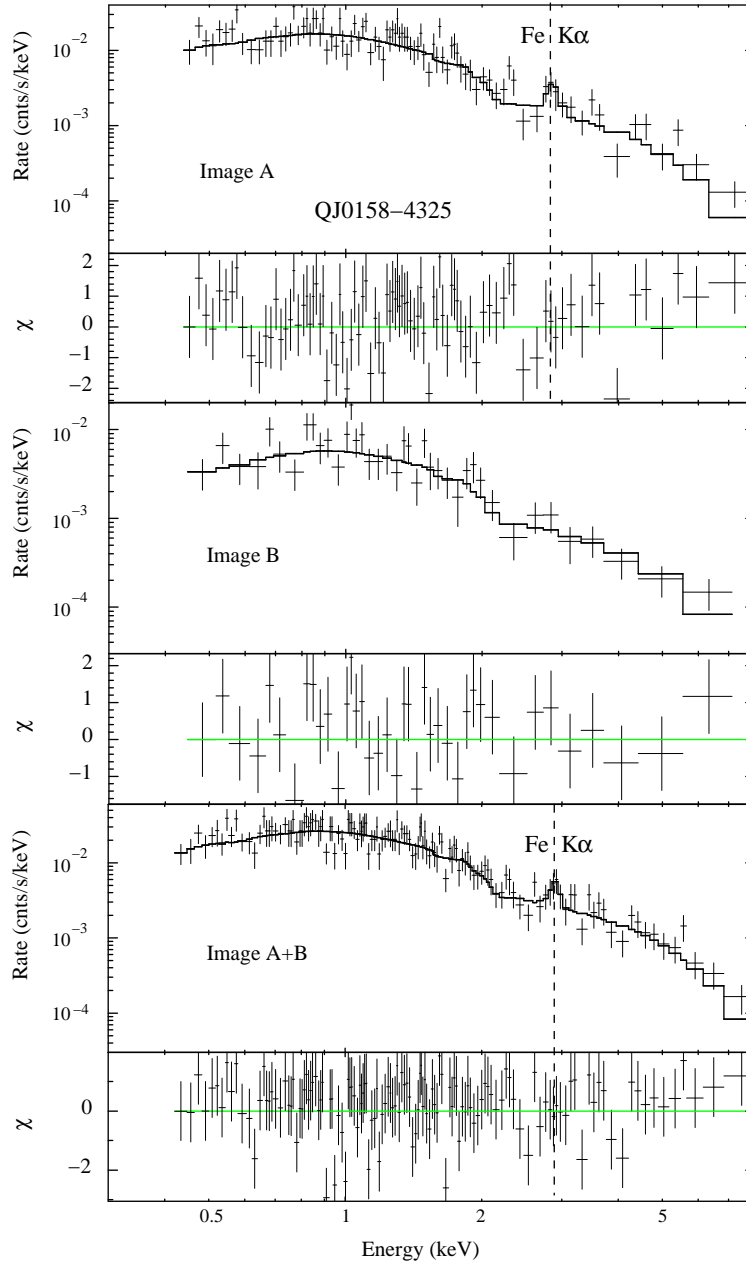 10⁻²
10⁻³
10⁻⁴
Rate (cnts/s/keV)
Fe Kα
Image A
QJ0158−4325
2
1
0
−1
−2
χ
10⁻²
10⁻³
10⁻⁴
Rate (cnts/s/keV)
Image B
2
1
0
−1
χ
10⁻²
10⁻³
10⁻⁴
Rate (cnts/s/keV)
Fe Kα
Image A+B
0
−2
χ
0.5 1 2 5
Energy (keV)